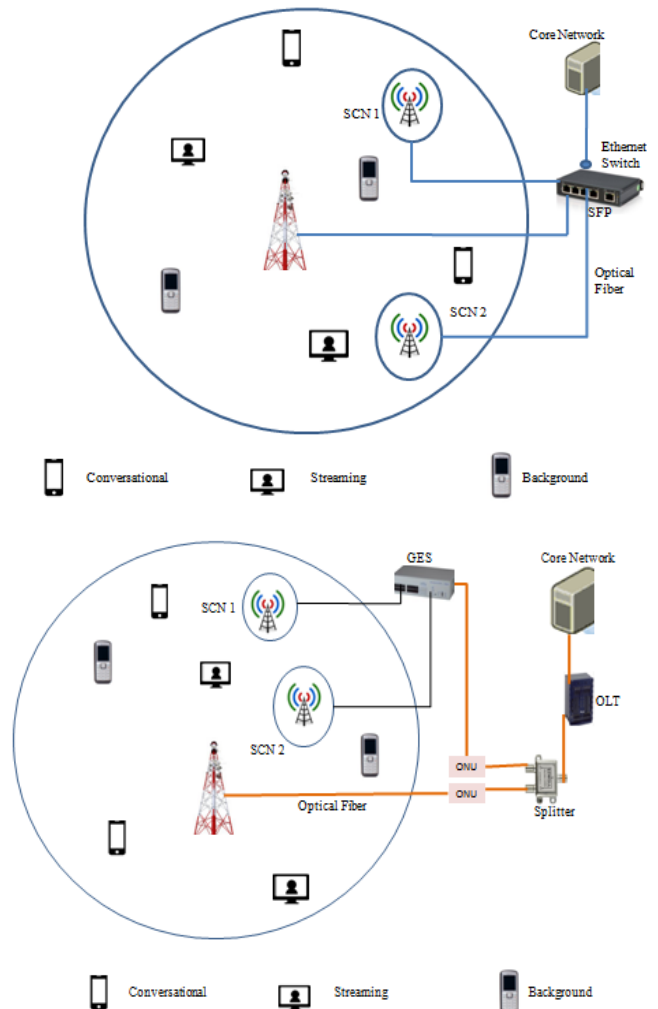 Core Network
SCN 1
Ethernet
Switch
SFP
Optical
Fiber
SCN 2
Conversational
Streaming
Background
GES
Core Network
SCN 1
OLT
SCN 2
ONU
ONU
Optical Fiber
Splitter
Conversational
Streaming
Background